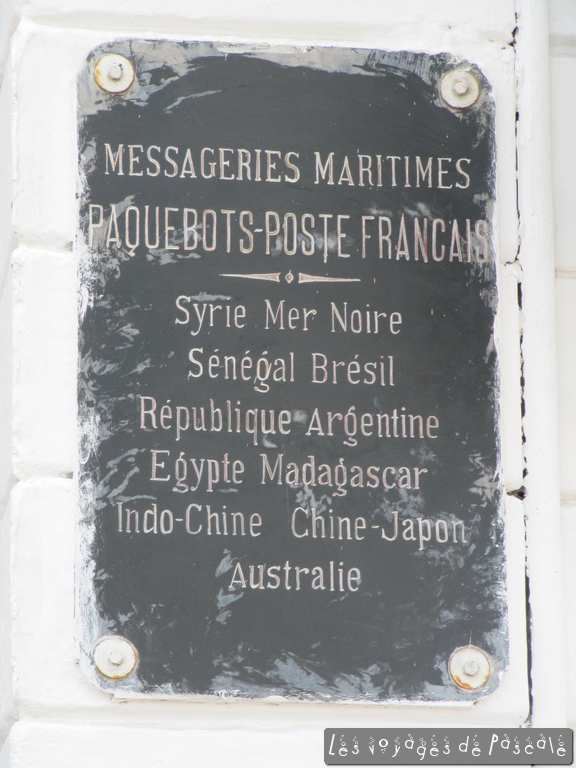 MESSAGERIES MARITIMES
PAQUEBOTS-POSTE FRANCAIS
Syrie Mer Noire
Sénégal Brésil
République Argentine
Egypte Madagascar
Indo-Chine Chine-Japon
Australie
Les voyages de Pascale